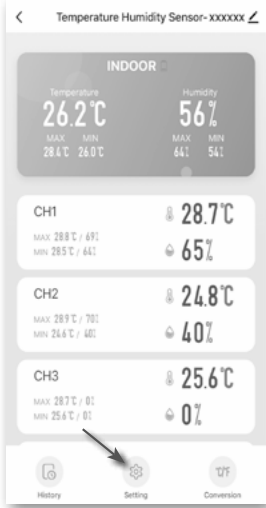 Temperature Humidity Sensor- xxxxxx
INDOOR
Temperature Humidity
26.2°C 56%
MAX MIN MAX MIN
28.4°C 26.0°C 64% 54%
CH1 28.7°C
MAX 28.8°C / 69%
MIN 28.5°C / 64% 65%
CH2 24.8°C
MAX 28.9°C / 70%
MIN 24.6°C / 40% 40%
CH3 25.6°C
MAX 28.7°C / 0%
MIN 25.6°C / 0% 0%
°C/°F
History Setting Conversion